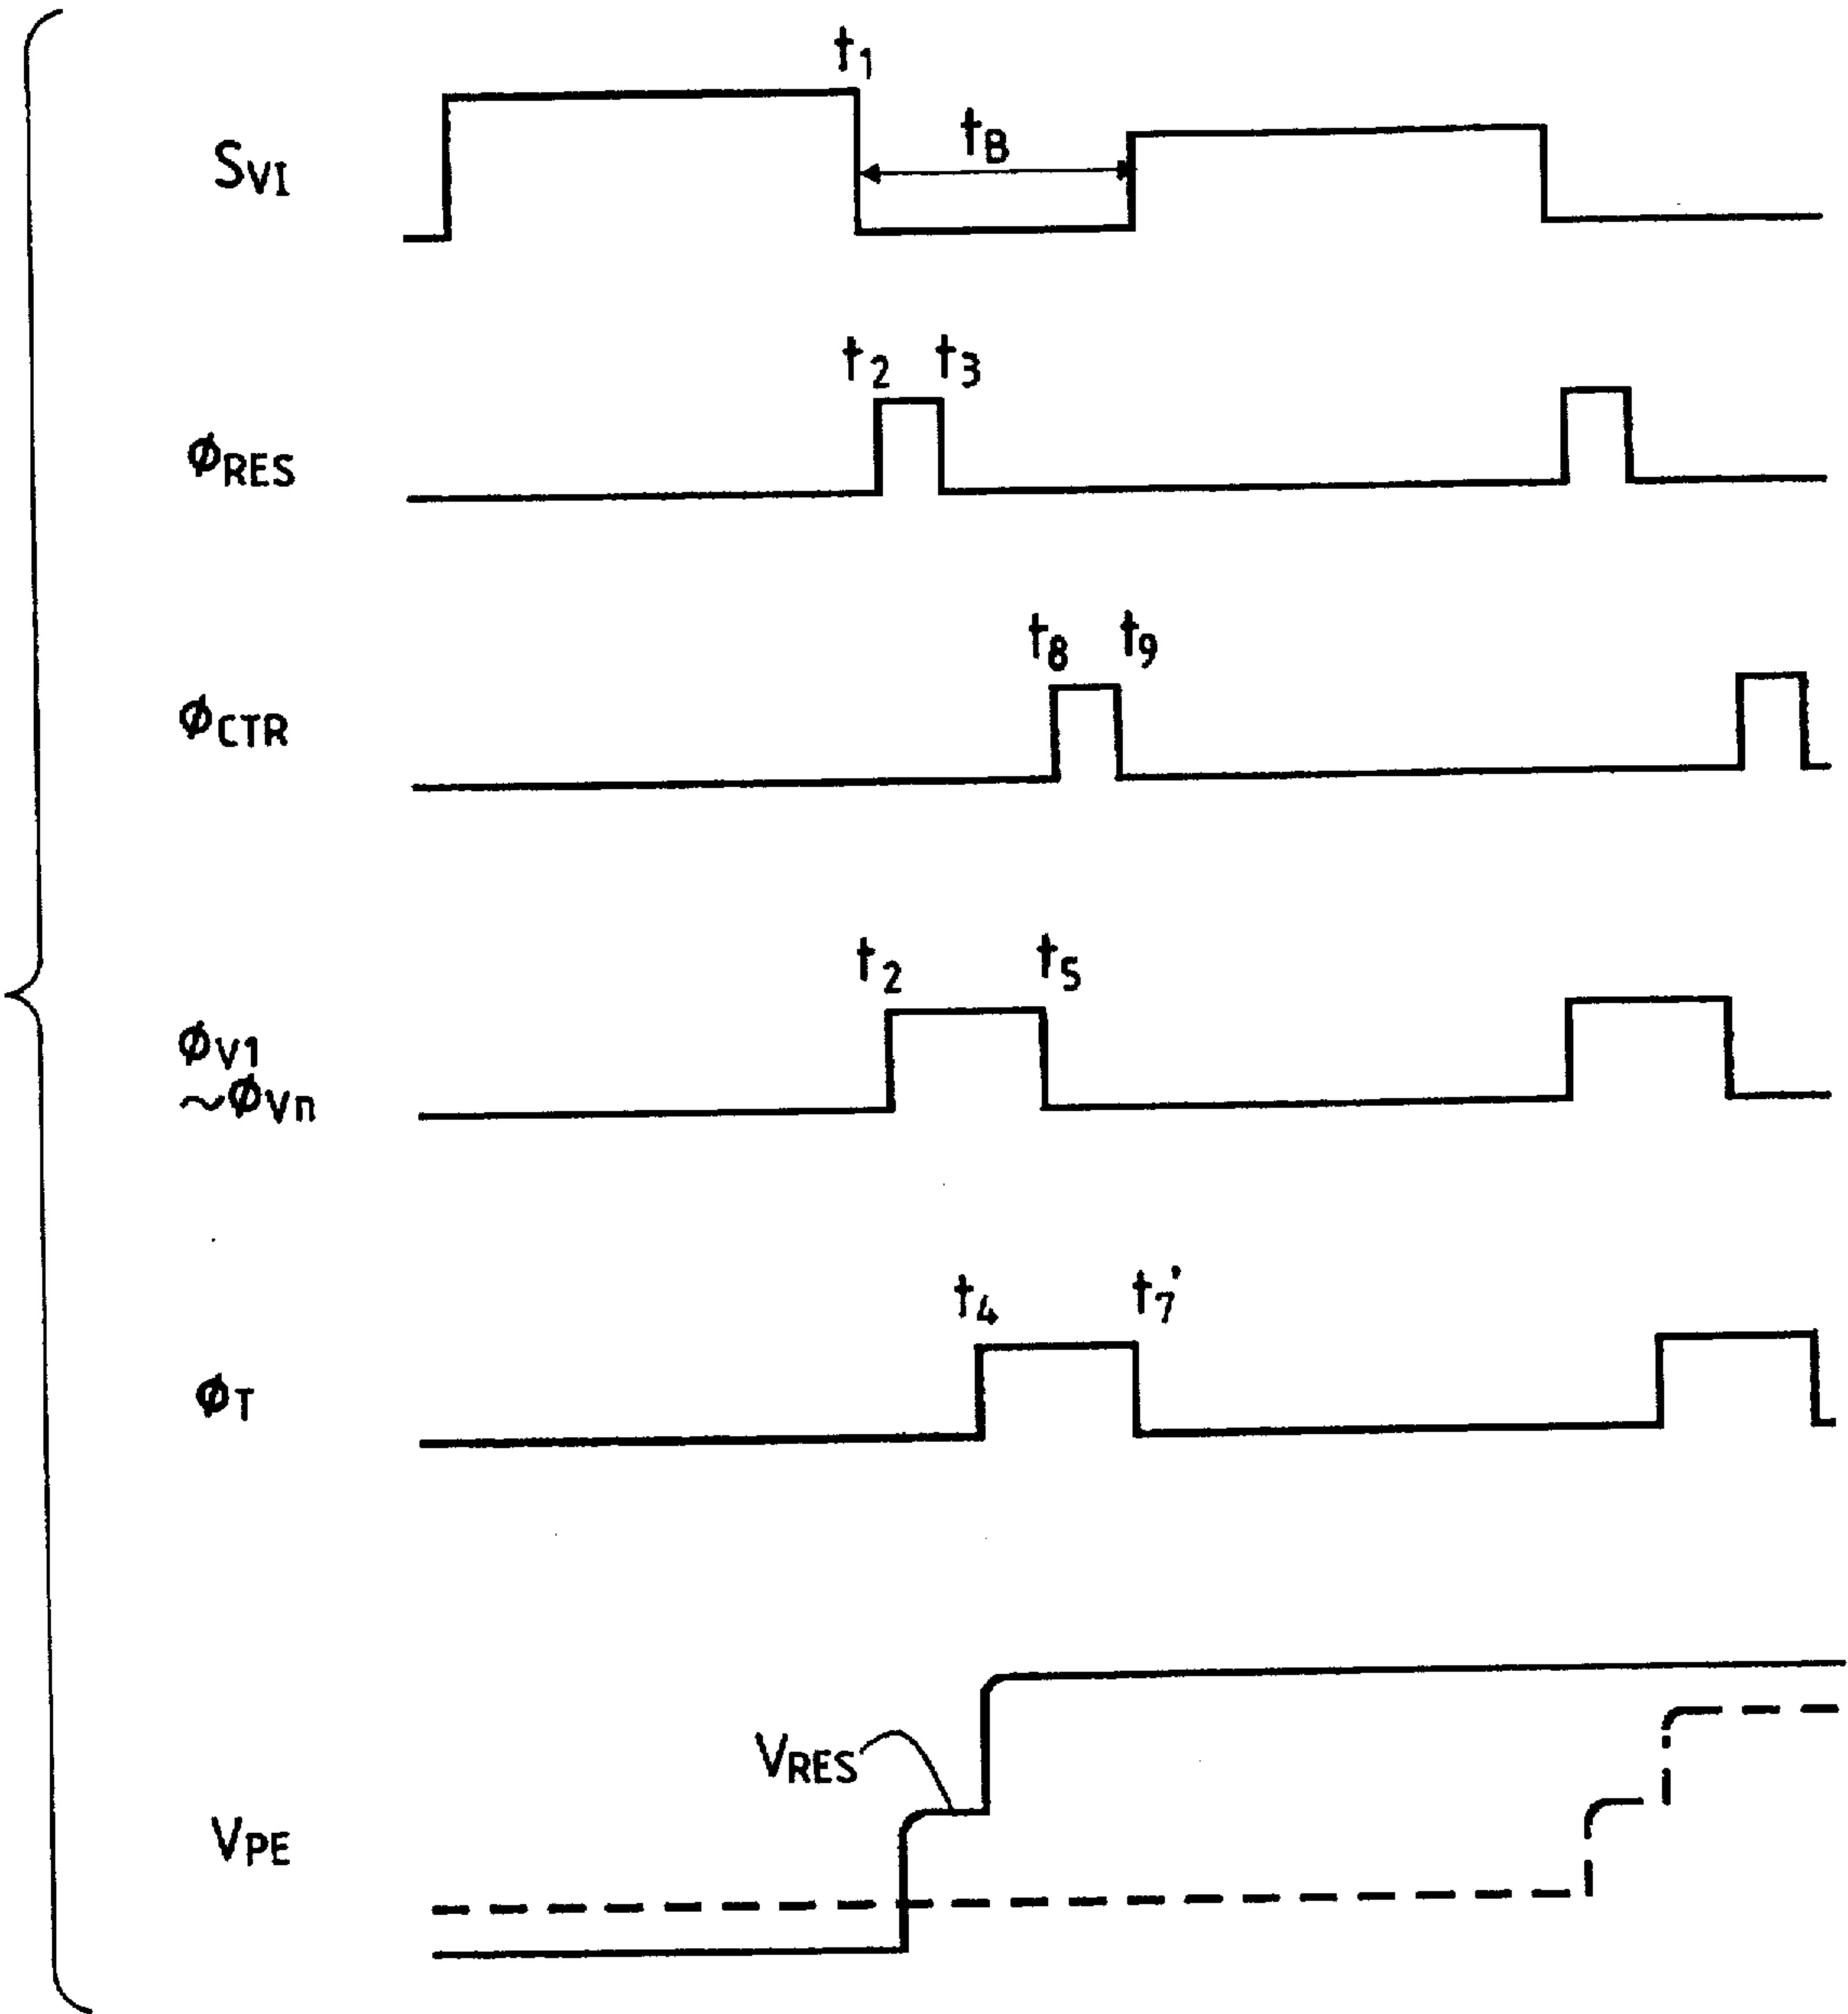 t1
tB
SVI
t2 t3
ϕRES
t8 t9
ϕCTR
t2 t5
ϕV1
~ϕVn
t4 t7'
ϕT
VRES
VPE